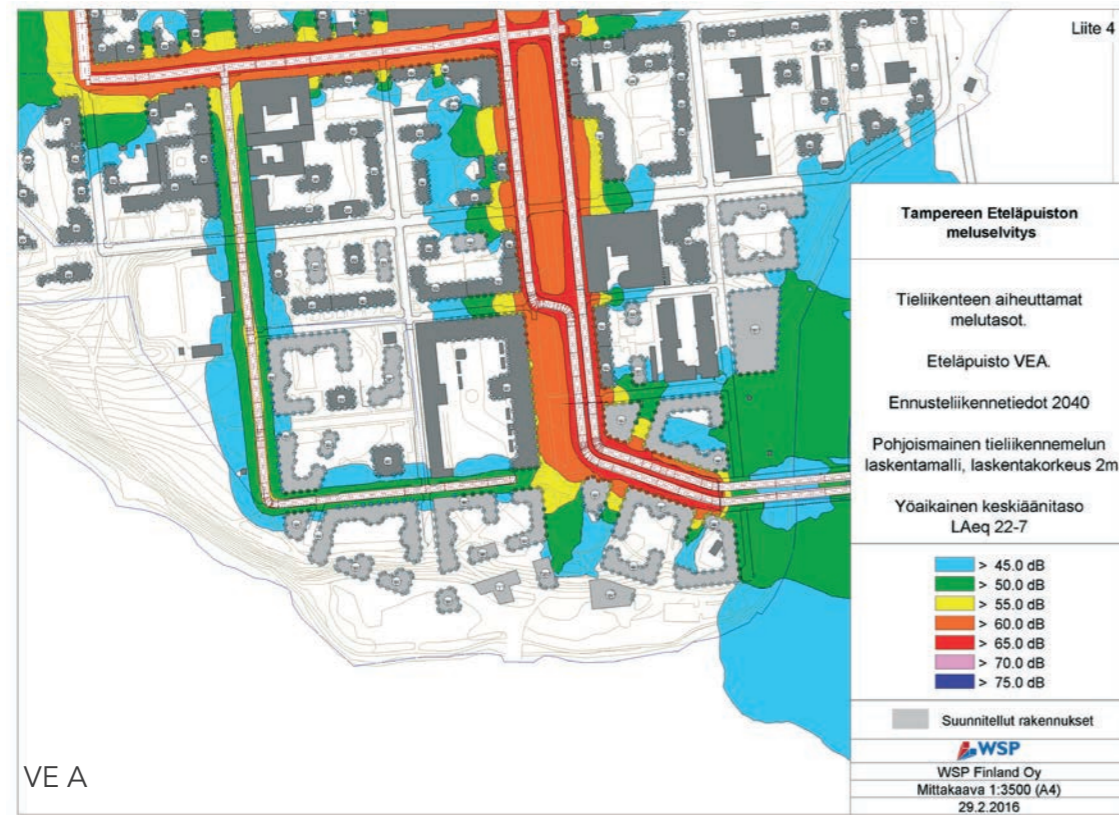 Liite 4
Tampereen Eteläpuiston
meluselvitys
Tieliikenteen aiheuttamat
melutasot.
Eteläpuisto VEA.
Ennusteliikennetiedot 2040
Pohjoismainen tieliikennemelun
laskentamalli, laskentakorkeus 2m
Yöaikainen keskiäänitaso
LAeq 22-7
> 45.0 dB
> 50.0 dB
> 55.0 dB
> 60.0 dB
> 65.0 dB
> 70.0 dB
> 75.0 dB
Suunnitellut rakennukset
WSP
WSP Finland Oy
Mittakaava 1:3500 (A4)
29.2.2016
VE A